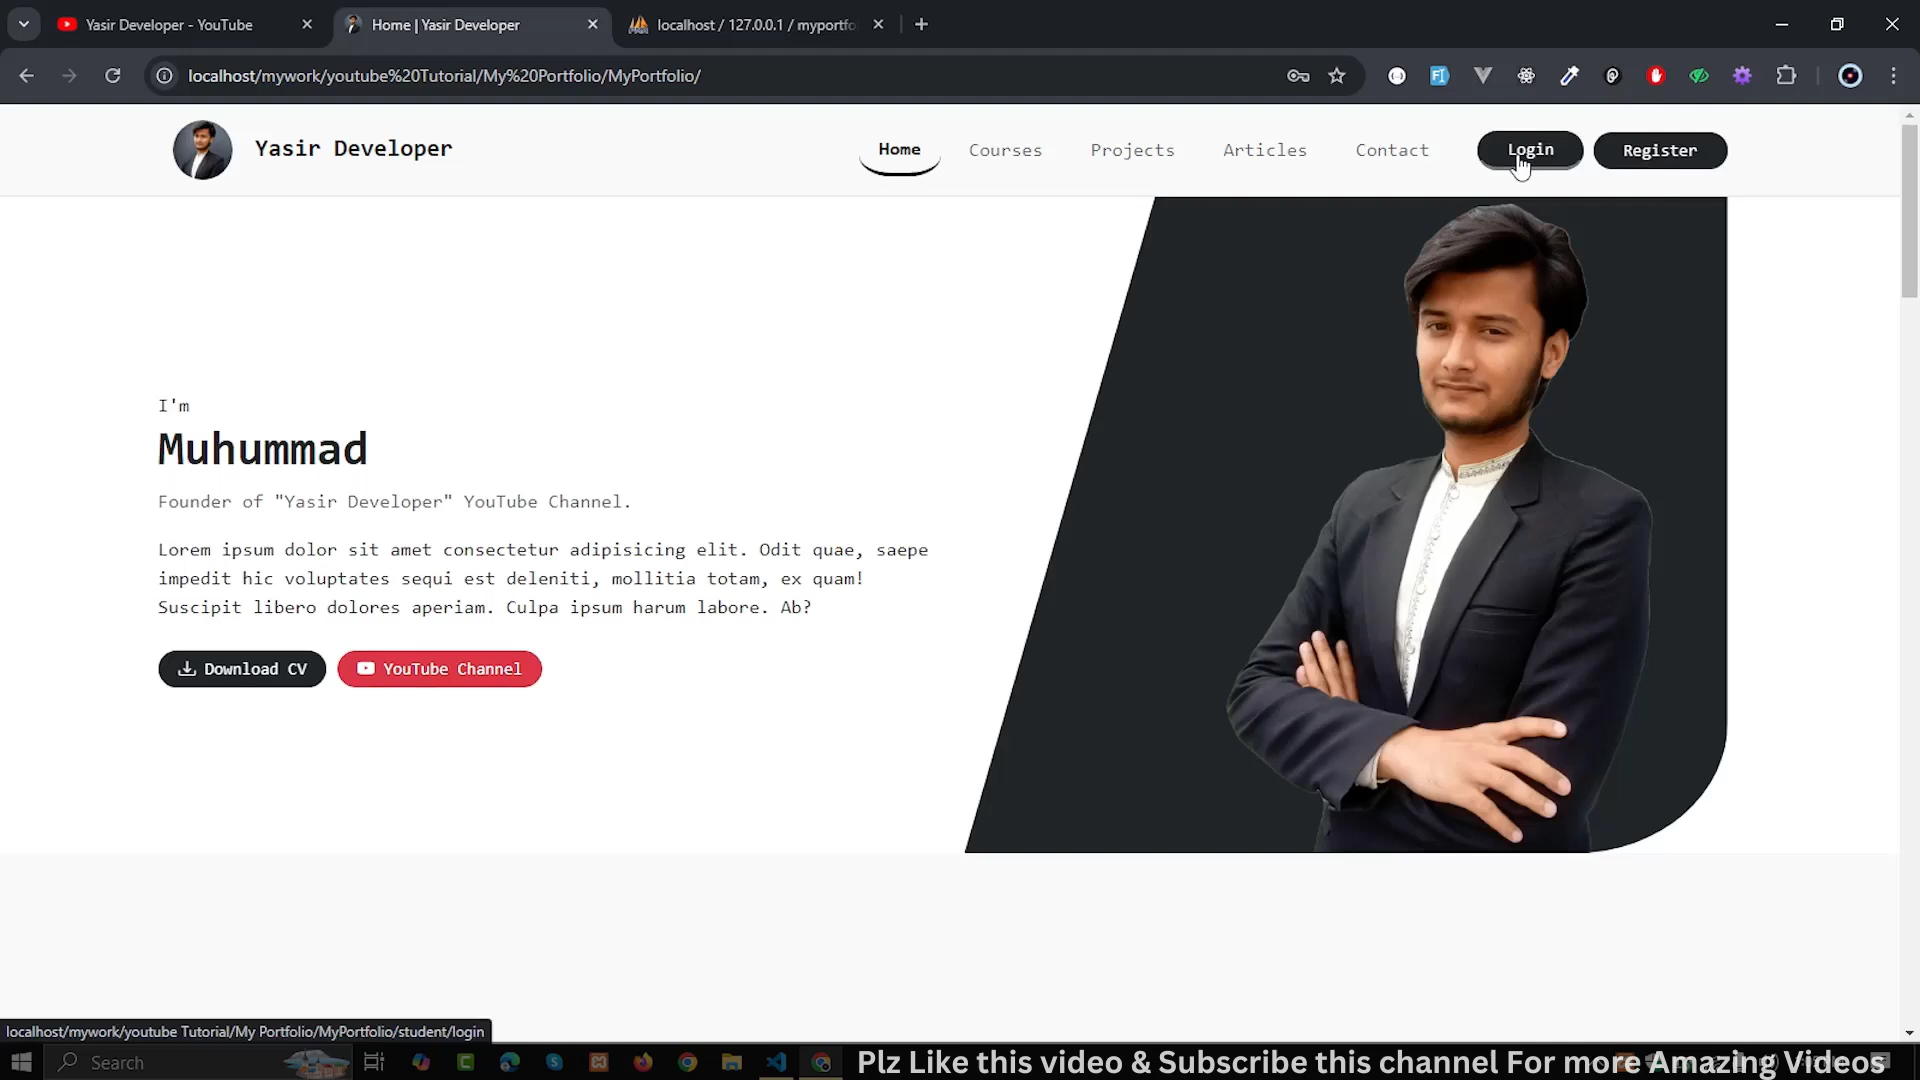 Yasir Developer - YouTube
Home | Yasir Developer
localhost / 127.0.0.1 / myportfo
localhost/mywork/youtube%20Tutorial/My%20Portfolio/MyPortfolio/
Yasir Developer
Home
Courses
Projects
Articles
Contact
Login
Register
I'm
Muhummad
Founder of "Yasir Developer" YouTube Channel.
Lorem ipsum dolor sit amet consectetur adipisicing elit. Odit quae, saepe
impedit hic voluptates sequi est deleniti, mollitia totam, ex quam!
Suscipit libero dolores aperiam. Culpa ipsum harum labore. Ab?
Download CV
YouTube Channel
localhost/mywork/youtube Tutorial/My Portfolio/MyPortfolio/student/login
Search
Plz Like this video & Subscribe this channel For more Amazing Videos